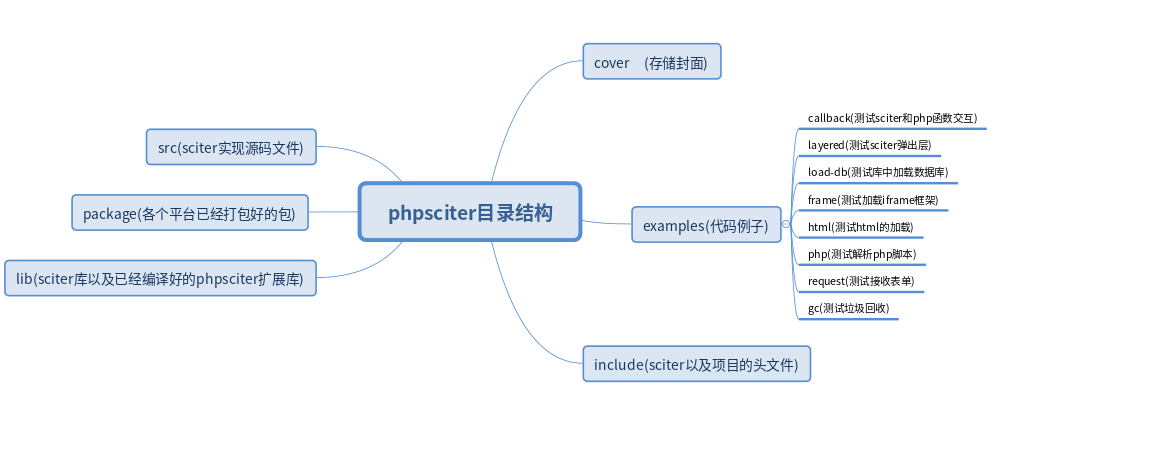 phpsciter目录结构
cover (存储封面)
examples(代码例子)
callback(测试sciter和php函数交互)
layered(测试sciter弹出层)
load-db(测试库中加载数据库)
frame(测试加载iframe框架)
html(测试html的加载)
php(测试解析php脚本)
request(测试接收表单)
gc(测试垃圾回收)
include(sciter以及项目的头文件)
src(sciter实现源码文件)
package(各个平台已经打包好的包)
lib(sciter库以及已经编译好的phpsciter扩展库)